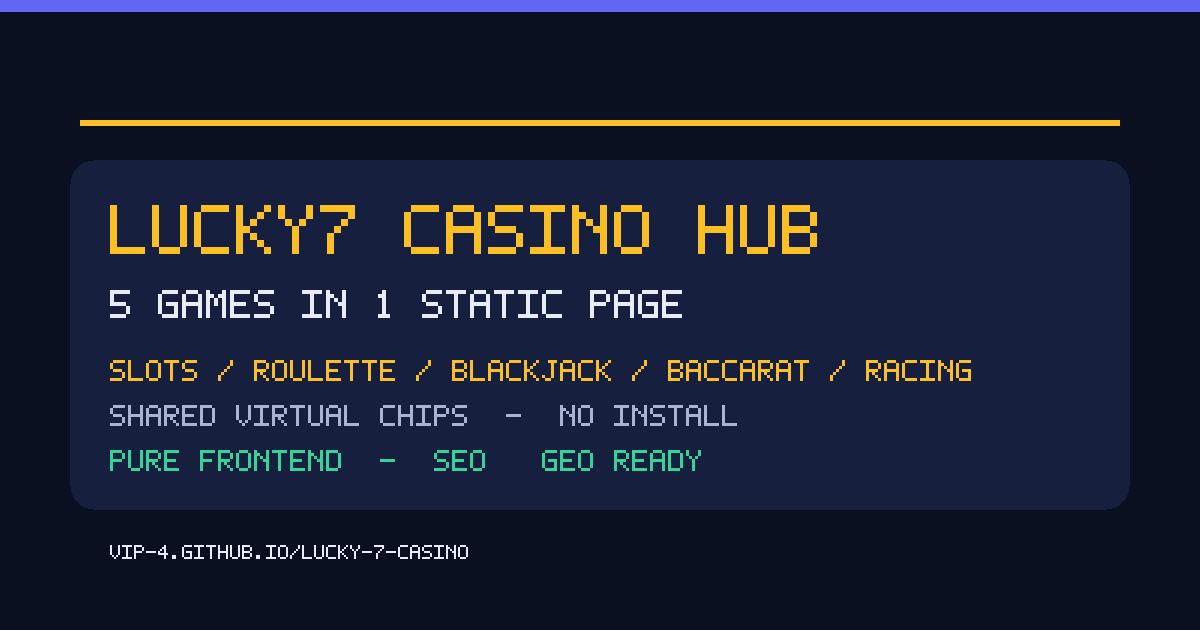 LUCKY7 CASINO HUB
5 GAMES IN 1 STATIC PAGE
SLOTS / ROULETTE / BLACKJACK / BACCARAT / RACING
SHARED VIRTUAL CHIPS - NO INSTALL
PURE FRONTEND - SEO GEO READY
VIP-4.GITHUB.IO/LUCKY-7-CASINO